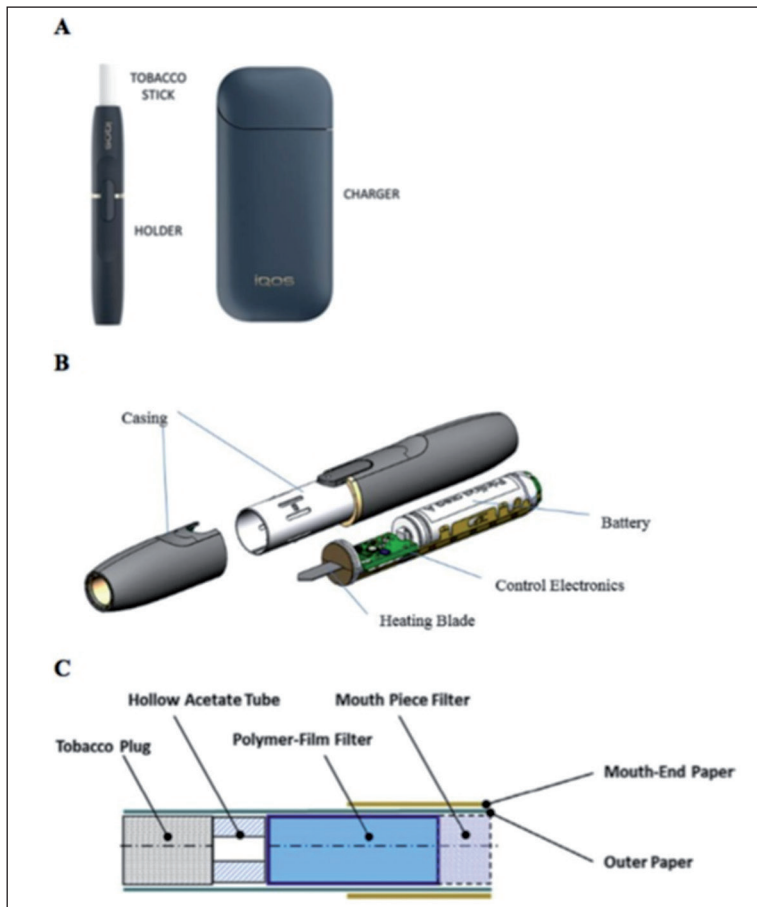 A
TOBACCO
STICK
IQOS
HOLDER
CHARGER
IQOS
B
Casing
Battery
Control Electronics
Heating Blade
C
Hollow Acetate Tube
Mouth Piece Filter
Tobacco Plug
Polymer-Film Filter
Mouth-End Paper
Outer Paper